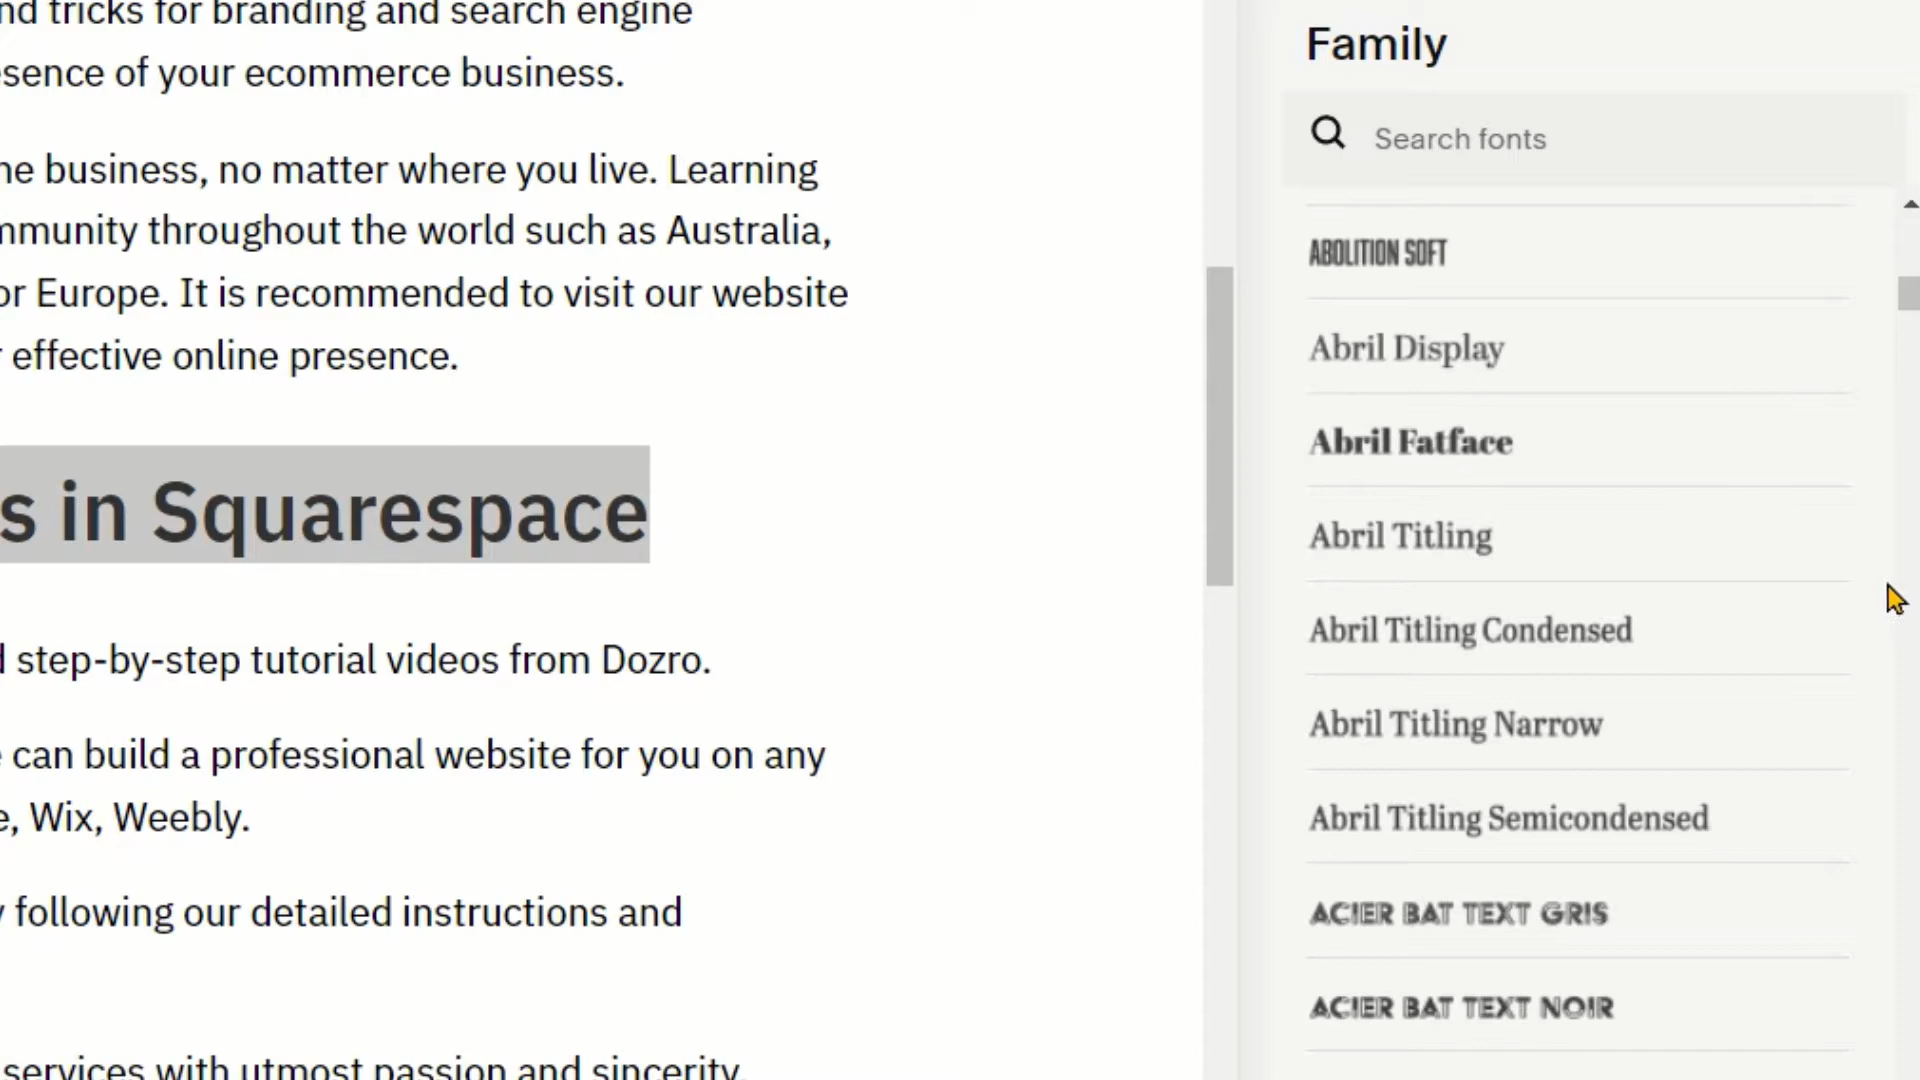 nd tricks for branding and search engine
esence of your ecommerce business.
ne business, no matter where you live. Learning
mmunity throughout the world such as Australia,
or Europe. It is recommended to visit our website
r effective online presence.
s in Squarespace
d step-by-step tutorial videos from Dozro.
e can build a professional website for you on any
e, Wix, Weebly.
y following our detailed instructions and
services with utmost passion and sincerity.
Family
Search fonts
ABOLITION SOFT
Abril Display
Abril Fatface
Abril Titling
Abril Titling Condensed
Abril Titling Narrow
Abril Titling Semicondensed
ACIER BAT TEXT GRIS
ACIER BAT TEXT NOIR